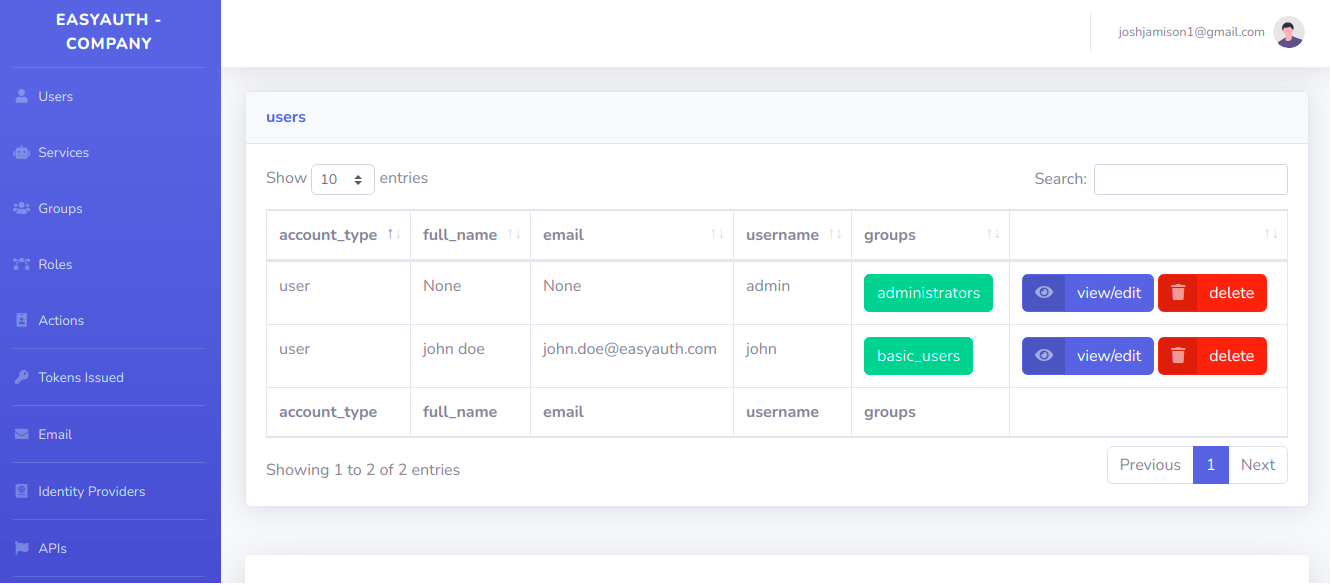 EASYAUTH -
COMPANY
joshjamison1@gmail.com
Users
Services
Groups
Roles
Actions
Tokens Issued
Email
Identity Providers
APIs
users
Show 10 entries
Search:
account_type full_name email username groups
user None None admin administrators view/edit delete
user john doe john.doe@easyauth.com john basic_users view/edit delete
account_type full_name email username groups
Showing 1 to 2 of 2 entries
Previous 1 Next